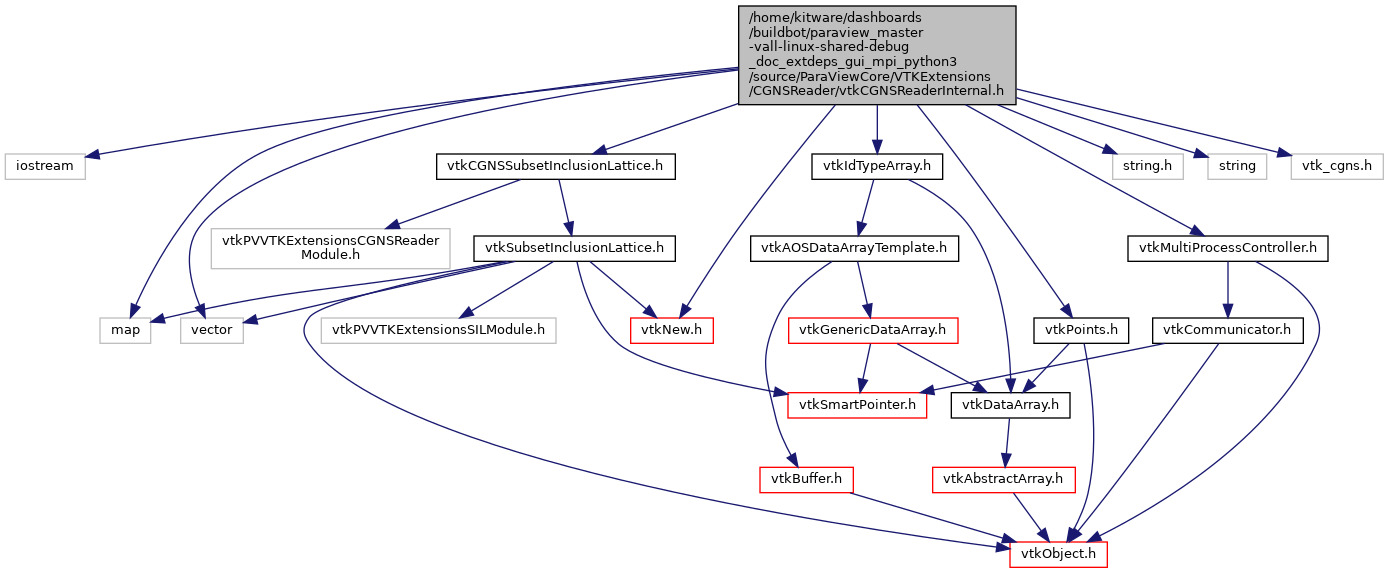 /home/kitware/dashboards
/buildbot/paraview_master
-vall-linux-shared-debug
_doc_extdeps_gui_mpi_python3
/source/ParaViewCore/VTKExtensions
/CGNSReader/vtkCGNSReaderInternal.h
iostream
vtkCGNSSubsetInclusionLattice.h
vtkIdTypeArray.h
string.h
string
vtk_cgns.h
vtkPVVTKExtensionsCGNSReader
Module.h
vtkSubsetInclusionLattice.h
vtkAOSDataArrayTemplate.h
vtkMultiProcessController.h
map
vector
vtkPVVTKExtensionsSILModule.h
vtkNew.h
vtkGenericDataArray.h
vtkPoints.h
vtkCommunicator.h
vtkSmartPointer.h
vtkDataArray.h
vtkBuffer.h
vtkAbstractArray.h
vtkObject.h